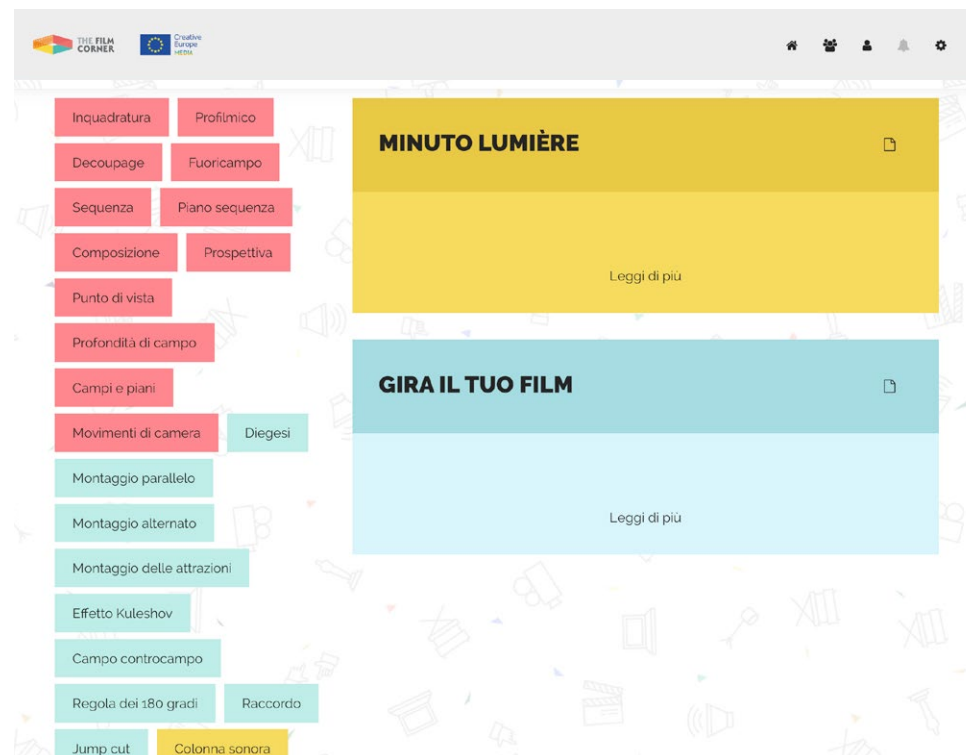 THE FILM
CORNER
Creative
Europe
MEDIA
Inquadratura
Profilmico
Decoupage
Fuoricampo
Sequenza
Piano sequenza
Composizione
Prospettiva
Punto di vista
Profondità di campo
Campi e piani
Movimenti di camera
Diegesi
Montaggio parallelo
Montaggio alternato
Montaggio delle attrazioni
Effetto Kuleshov
Campo controcampo
Regola dei 180 gradi
Raccordo
Jump cut
Colonna sonora
MINUTO LUMIÈRE
Leggi di più
GIRA IL TUO FILM
Leggi di più